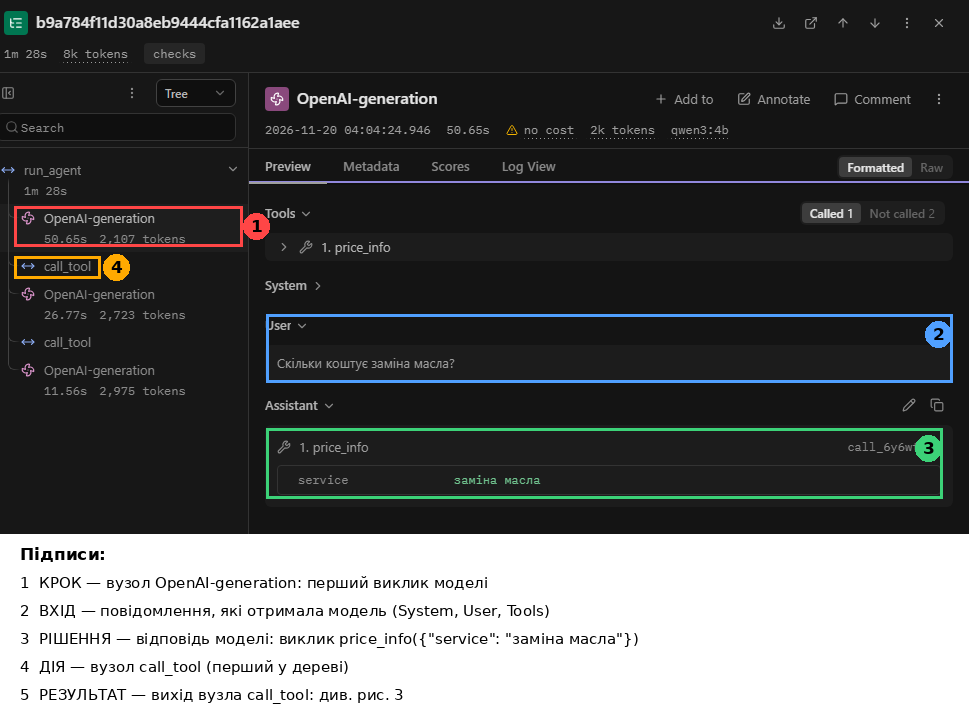 b9a784f11d30a8eb9444cfa1162a1aee
1m 28s 8k tokens checks
Tree
Search
run_agent
1m 28s
OpenAI-generation
50.65s 2,107 tokens
1
call_tool
4
OpenAI-generation
26.77s 2,723 tokens
call_tool
OpenAI-generation
11.56s 2,975 tokens
OpenAI-generation
Add to Annotate Comment
2026-11-20 04:04:24.946 50.65s no cost 2k tokens qwen3:4b
Preview Metadata Scores Log View Formatted Raw
Tools Called 1 Not called 2
1. price_info
System
User
2
Скільки коштує заміна масла?
Assistant
1. price_info
3
service заміна масла
Підписи:
1 КРОК — вузол OpenAI-generation: перший виклик моделі
2 ВХІД — повідомлення, які отримала модель (System, User, Tools)
3 РІШЕННЯ — відповідь моделі: виклик price_info({"service": "заміна масла"})
4 ДІЯ — вузол call_tool (перший у дереві)
5 РЕЗУЛЬТАТ — вихід вузла call_tool: див. рис. 3